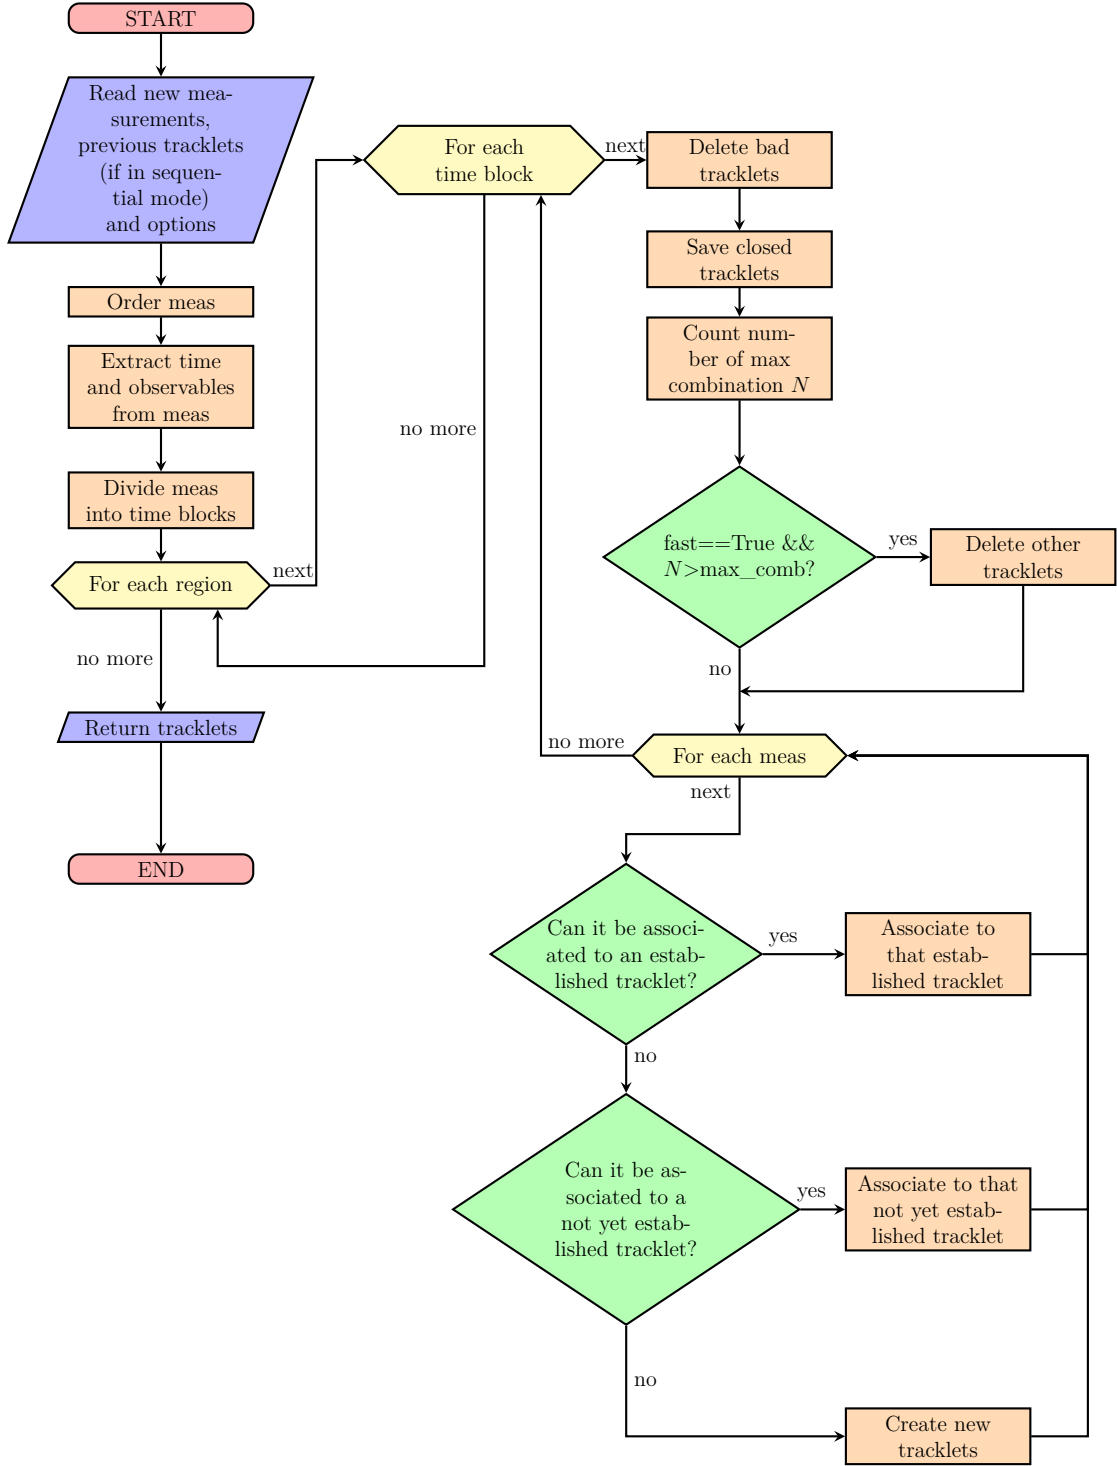 START
Read new mea-
surements,
previous tracklets
(if in sequen-
tial mode)
and options
Order meas
Extract time
and observables
from meas
Divide meas
into time blocks
For each region
next
no more
Return tracklets
END
For each
time block
next
no more
Delete bad
tracklets
Save closed
tracklets
Count num-
ber of max
combination N
fast==True &&
N>max_comb?
yes
Delete other
tracklets
no
For each meas
no more
next
Can it be associ-
ated to an estab-
lished tracklet?
yes
Associate to
that estab-
lished tracklet
no
Can it be as-
sociated to a
not yet estab-
lished tracklet?
yes
Associate to that
not yet estab-
lished tracklet
no
Create new
tracklets